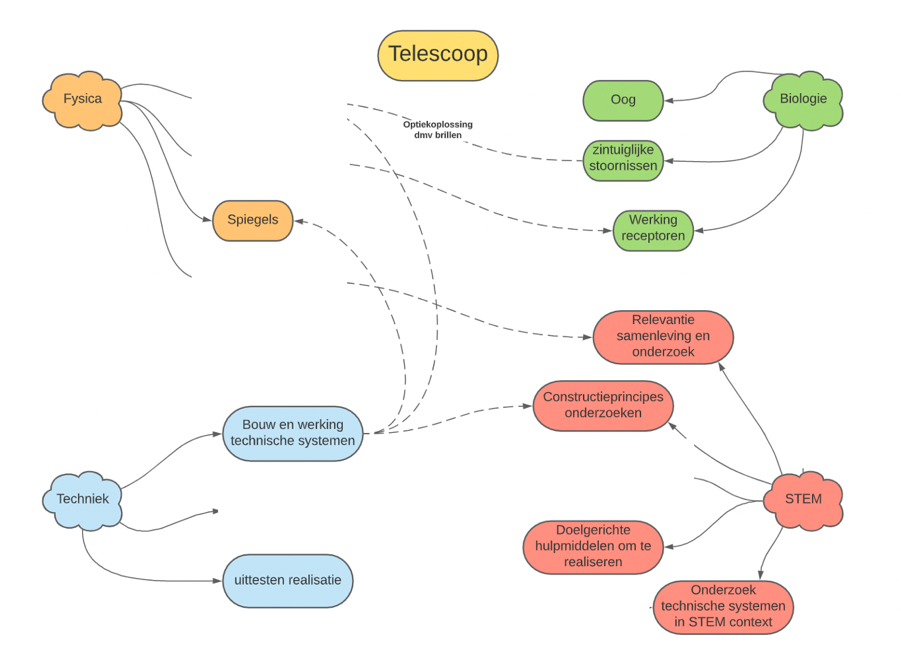 Telescoop
Fysica
Oog
Biologie
Optiekoplossing
dmv brillen
zintuiglijke
stoornissen
Spiegels
Werking
receptoren
Relevantie
samenleving en
onderzoek
Constructieprincipes
onderzoeken
Bouw en werking
technische systemen
Techniek
STEM
Doelgerichte
hulpmiddelen om te
realiseren
uittesten realisatie
Onderzoek
technische systemen
in STEM context